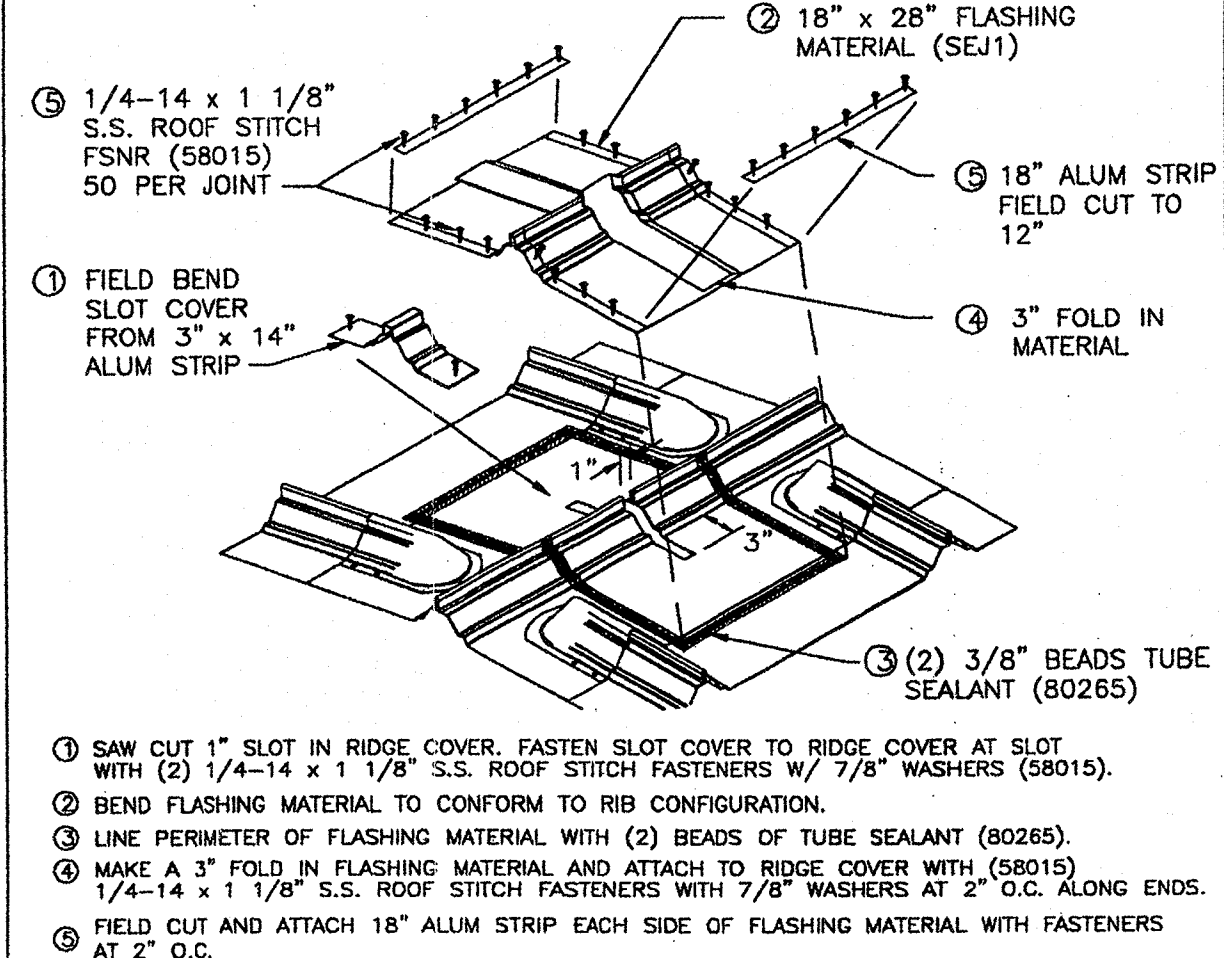 ② 18" x 28" FLASHING
MATERIAL (SEJ1)
⑤ 1/4-14 x 1 1/8"
S.S. ROOF STITCH
FSNR (58015)
50 PER JOINT
⑤ 18" ALUM STRIP
FIELD CUT TO
12"
① FIELD BEND
SLOT COVER
FROM 3" x 14"
ALUM STRIP
④ 3" FOLD IN
MATERIAL
1"
3"
③ (2) 3/8" BEADS TUBE
SEALANT (80265)
① SAW CUT 1" SLOT IN RIDGE COVER. FASTEN SLOT COVER TO RIDGE COVER AT SLOT
WITH (2) 1/4-14 x 1 1/8" S.S. ROOF STITCH FASTENERS W/ 7/8" WASHERS (58015).
② BEND FLASHING MATERIAL TO CONFORM TO RIB CONFIGURATION.
③ LINE PERIMETER OF FLASHING MATERIAL WITH (2) BEADS OF TUBE SEALANT (80265).
④ MAKE A 3" FOLD IN FLASHING MATERIAL AND ATTACH TO RIDGE COVER WITH (58015)
1/4-14 x 1 1/8" S.S. ROOF STITCH FASTENERS WITH 7/8" WASHERS AT 2" O.C. ALONG ENDS.
⑤ FIELD CUT AND ATTACH 18" ALUM STRIP EACH SIDE OF FLASHING MATERIAL WITH FASTENERS
AT 2" O.C.